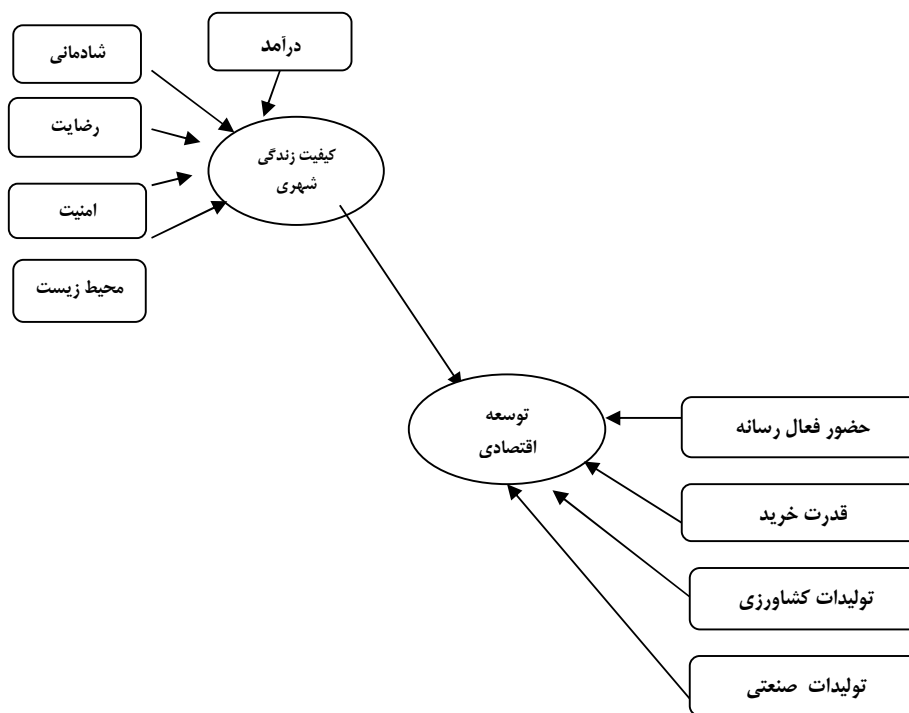 درآمد
شادمانی
رضایت
امنیت
محیط زیست
کیفیت زندگی
شهری
توسعه
اقتصادی
حضور فعال رسانه
قدرت خرید
تولیدات کشاورزی
تولیدات صنعتی